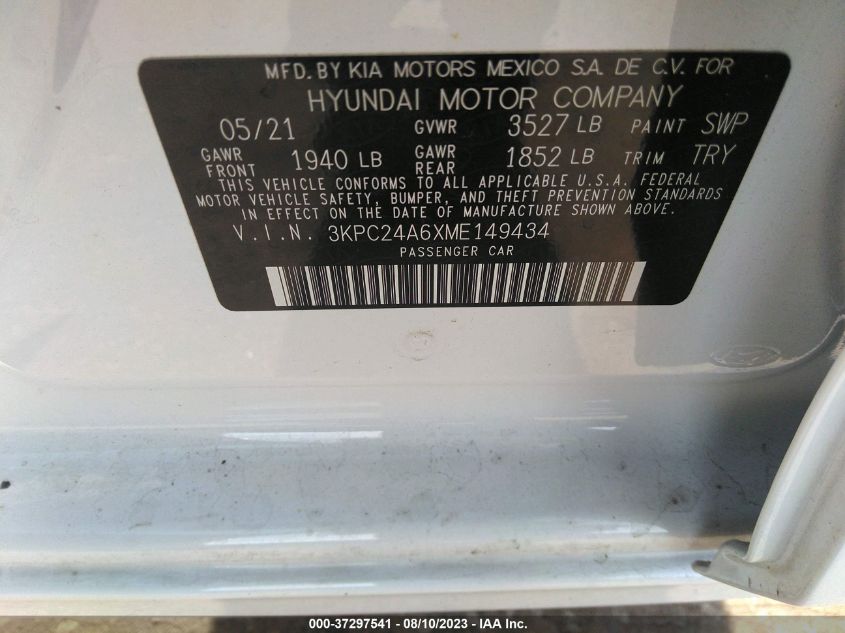 MFD. BY KIA MOTORS MEXICO S.A. DE C.V. FOR
HYUNDAI MOTOR COMPANY
05/21 GVWR 3527 LB PAINT SWP
GAWR FRONT 1940 LB GAWR REAR 1852 LB TRIM TRY
THIS VEHICLE CONFORMS TO ALL APPLICABLE U.S.A. FEDERAL
MOTOR VEHICLE SAFETY, BUMPER, AND THEFT PREVENTION STANDARDS
IN EFFECT ON THE DATE OF MANUFACTURE SHOWN ABOVE.
V.I.N. 3KPC24A6XME149434
PASSENGER CAR
000-37297541 - 08/10/2023 - IAA Inc.